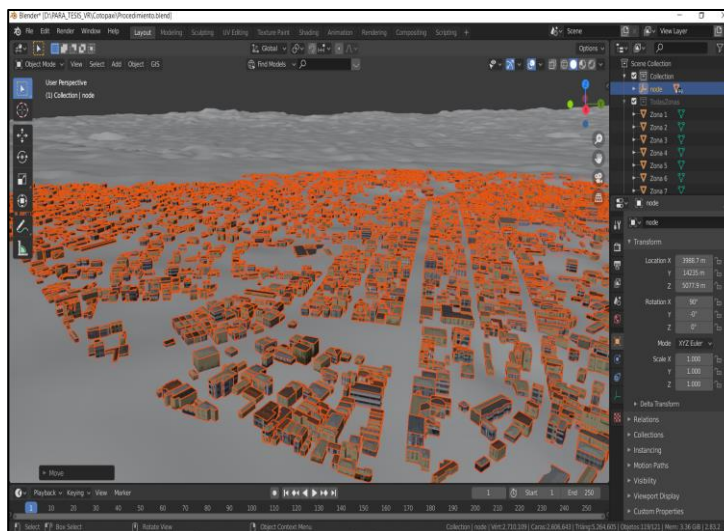 Blender* [D:\PARA_TESIS_VR\Cotopaxi\Procedimiento.blend]
File Edit Render Window Help Layout Modeling Sculpting UV Editing Texture Paint Shading Animation Rendering Compositing Scripting + Scene View Layer
Global Options
Object Mode View Select Add Object GIS Find Models
User Perspective
(1) Collection | node
Scene Collection
Collection
node
Zona 1
Zona 2
Zona 3
Zona 4
Zona 5
Zona 6
Zona 7
node
node
Transform
Location X 3988.7 m
Y 14235 m
Z 5077.9 m
Rotation X 90°
Y -0°
Z 0°
Mode XYZ Euler
Scale X 1.000
Y 1.000
Z 1.000
Delta Transform
Relations
Collections
Instancing
Motion Paths
Visibility
Viewport Display
Custom Properties
Move
Playback Keying View Marker 1 Start 1 End 250
1 10 20 30 40 50 60 70 80 90 100 110 120 130 140 150 160 170 180 190 200 210 220 230 240 250
Select Box Select Rotate View Object Context Menu Collection | node